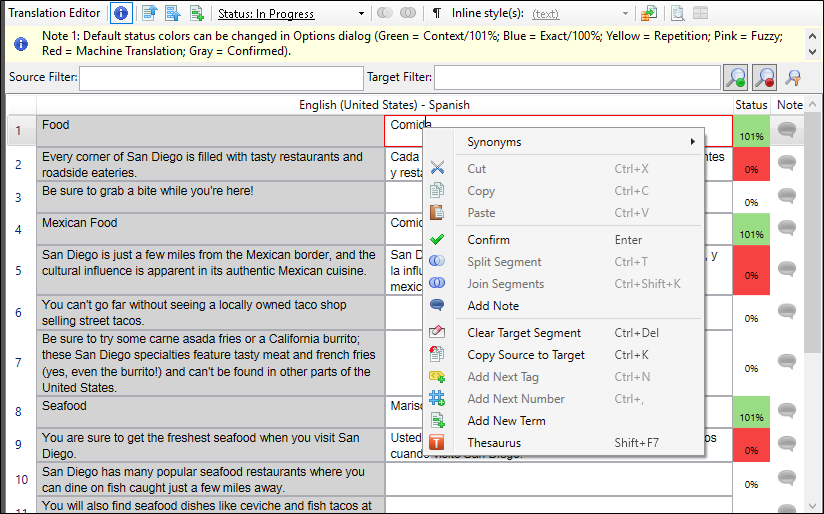 Translation Editor Status: In Progress ¶ Inline style(s): (text)
Note 1: Default status colors can be changed in Options dialog (Green = Context/101%; Blue = Exact/100%; Yellow = Repetition; Pink = Fuzzy;
Red = Machine Translation; Gray = Confirmed).
Source Filter: Target Filter:
English (United States) - Spanish Status Note
1 Food Comida 101%
2 Every corner of San Diego is filled with tasty restaurants and
roadside eateries.
Cada
y resta
0%
3 Be sure to grab a bite while you're here! 0%
4 Mexican Food 101%
5 San Diego is just a few miles from the Mexican border, and the
cultural influence is apparent in its authentic Mexican cuisine.
San D , y
la influ
mexic
0%
6 You can't go far without seeing a locally owned taco shop
selling street tacos.
0%
7 Be sure to try some carne asada fries or a California burrito;
these San Diego specialties feature tasty meat and french fries
(yes, even the burrito!) and can't be found in other parts of the
United States.
0%
8 Seafood Marisc 101%
9 You are sure to get the freshest seafood when you visit San
Diego.
Usted os
cuando visite San Diego.
0%
10 San Diego has many popular seafood restaurants where you
can dine on fish caught just a few miles away.
0%
11 You will also find seafood dishes like ceviche and fish tacos at
Synonyms
Cut Ctrl+X
Copy Ctrl+C
Paste Ctrl+V
Confirm Enter
Split Segment Ctrl+T
Join Segments Ctrl+Shift+K
Add Note
Clear Target Segment Ctrl+Del
Copy Source to Target Ctrl+K
Add Next Tag Ctrl+N
Add Next Number Ctrl+,
Add New Term
T Thesaurus Shift+F7